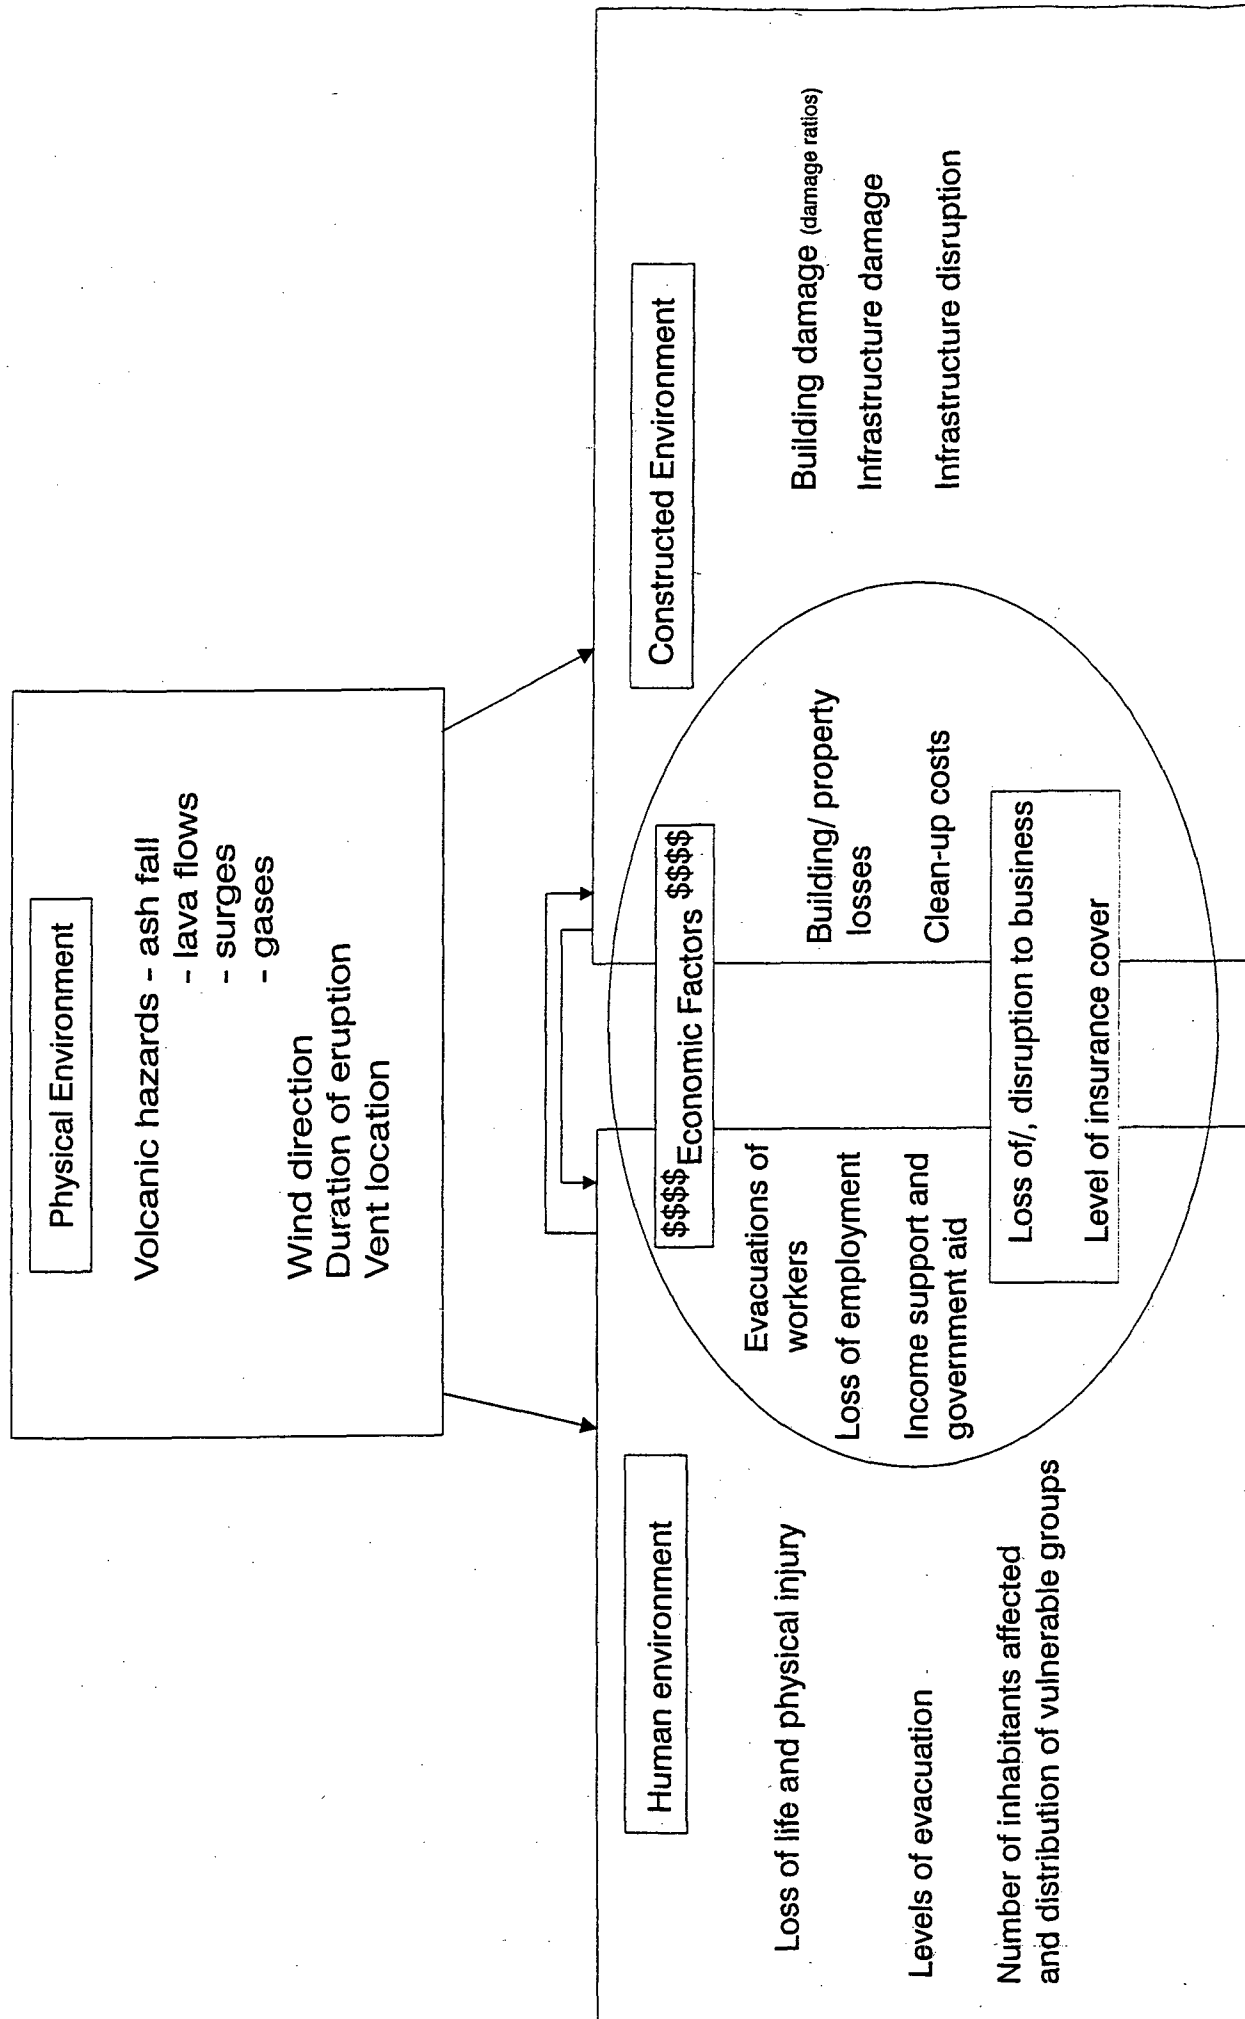 Physical Environment
Volcanic hazards - ash fall
- lava flows
- surges
- gases
Wind direction
Duration of eruption
Vent location
Human environment
Loss of life and physical injury
Levels of evacuation
Number of inhabitants affected
and distribution of vulnerable groups
$$$$Economic Factors $$$$
Evacuations of
workers
Loss of employment
Income support and
government aid
Building/ property
losses
Clean-up costs
Loss of/, disruption to business
Level of insurance cover
Constructed Environment
Building damage (damage ratios)
Infrastructure damage
Infrastructure disruption